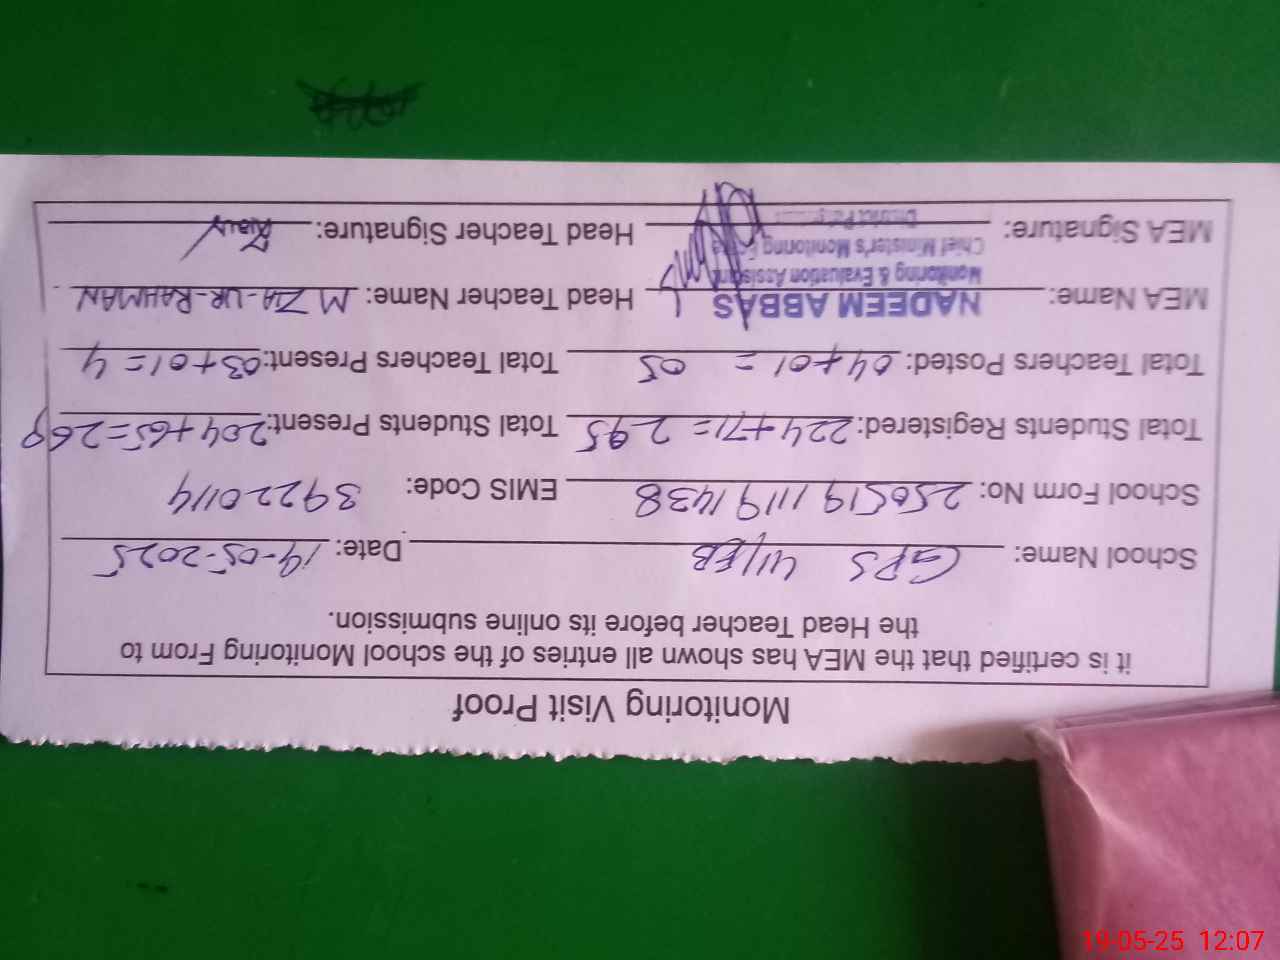 Monitoring Visit Proof
it is certified that the MEA has shown all entries of the school Monitoring From to
the Head Teacher before its online submission.
School Name: GPS 41/EB Date: 19-05-2025
School Form No: 25051911191438 EMIS Code: 39220114
Total Students Registered: 224+71=295 Total Students Present: 204+65=269
Total Teachers Posted: 04+01 = 05 Total Teachers Present: 03+01=4
MEA Name: NADEEM ABBAS Head Teacher Name: M ZIA-UR-RAHMAN
Monitoring & Evaluation Assistant
Chief Minister's Monitoring Force
MEA Signature: District Head Teacher Signature:
19-05-25 12:07